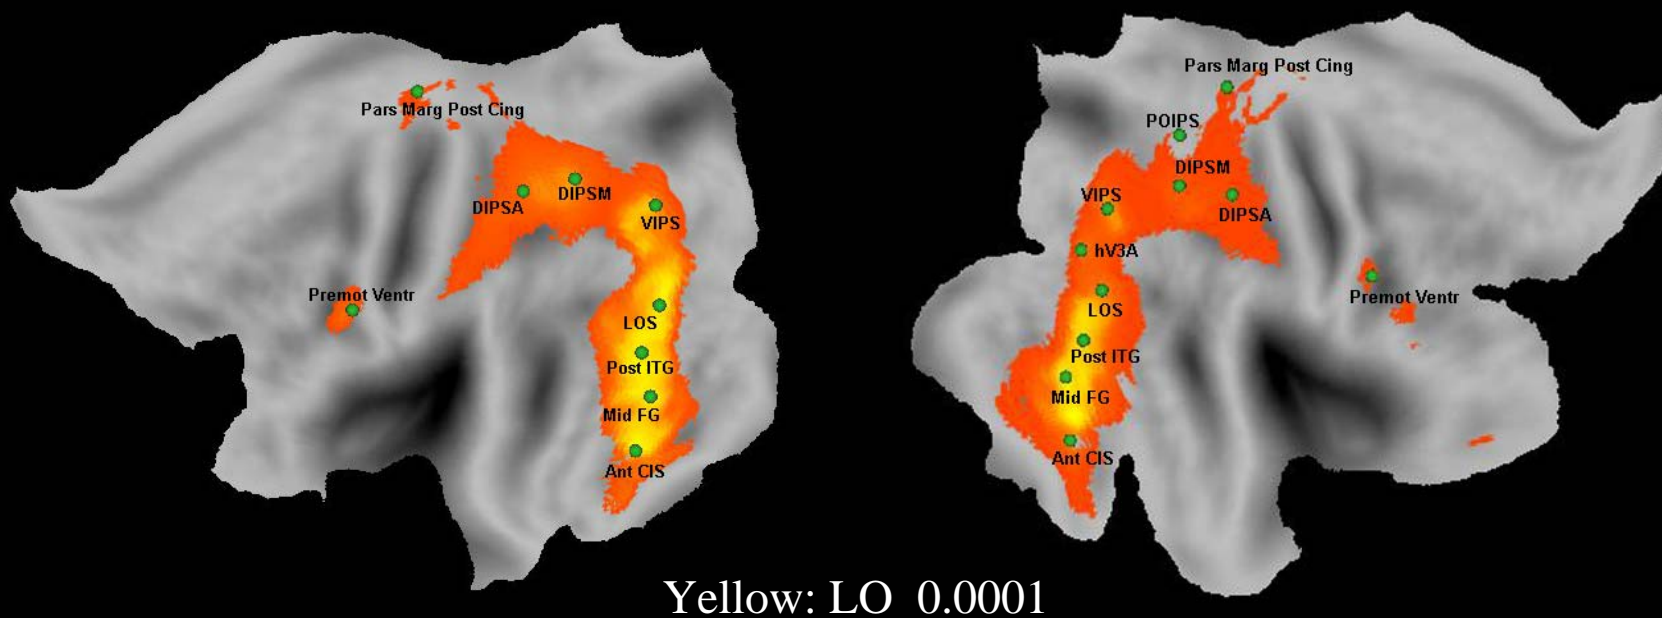 Pars Marg Post Cing
DIPSM
DIPSA
VIPS
Premot Ventr
LOS
Post ITG
Mid FG
Ant CIS
Pars Marg Post Cing
POIPS
DIPSM
VIPS
DIPSA
hV3A
Premot Ventr
LOS
Post ITG
Mid FG
Ant CIS
Yellow: LO 0.0001